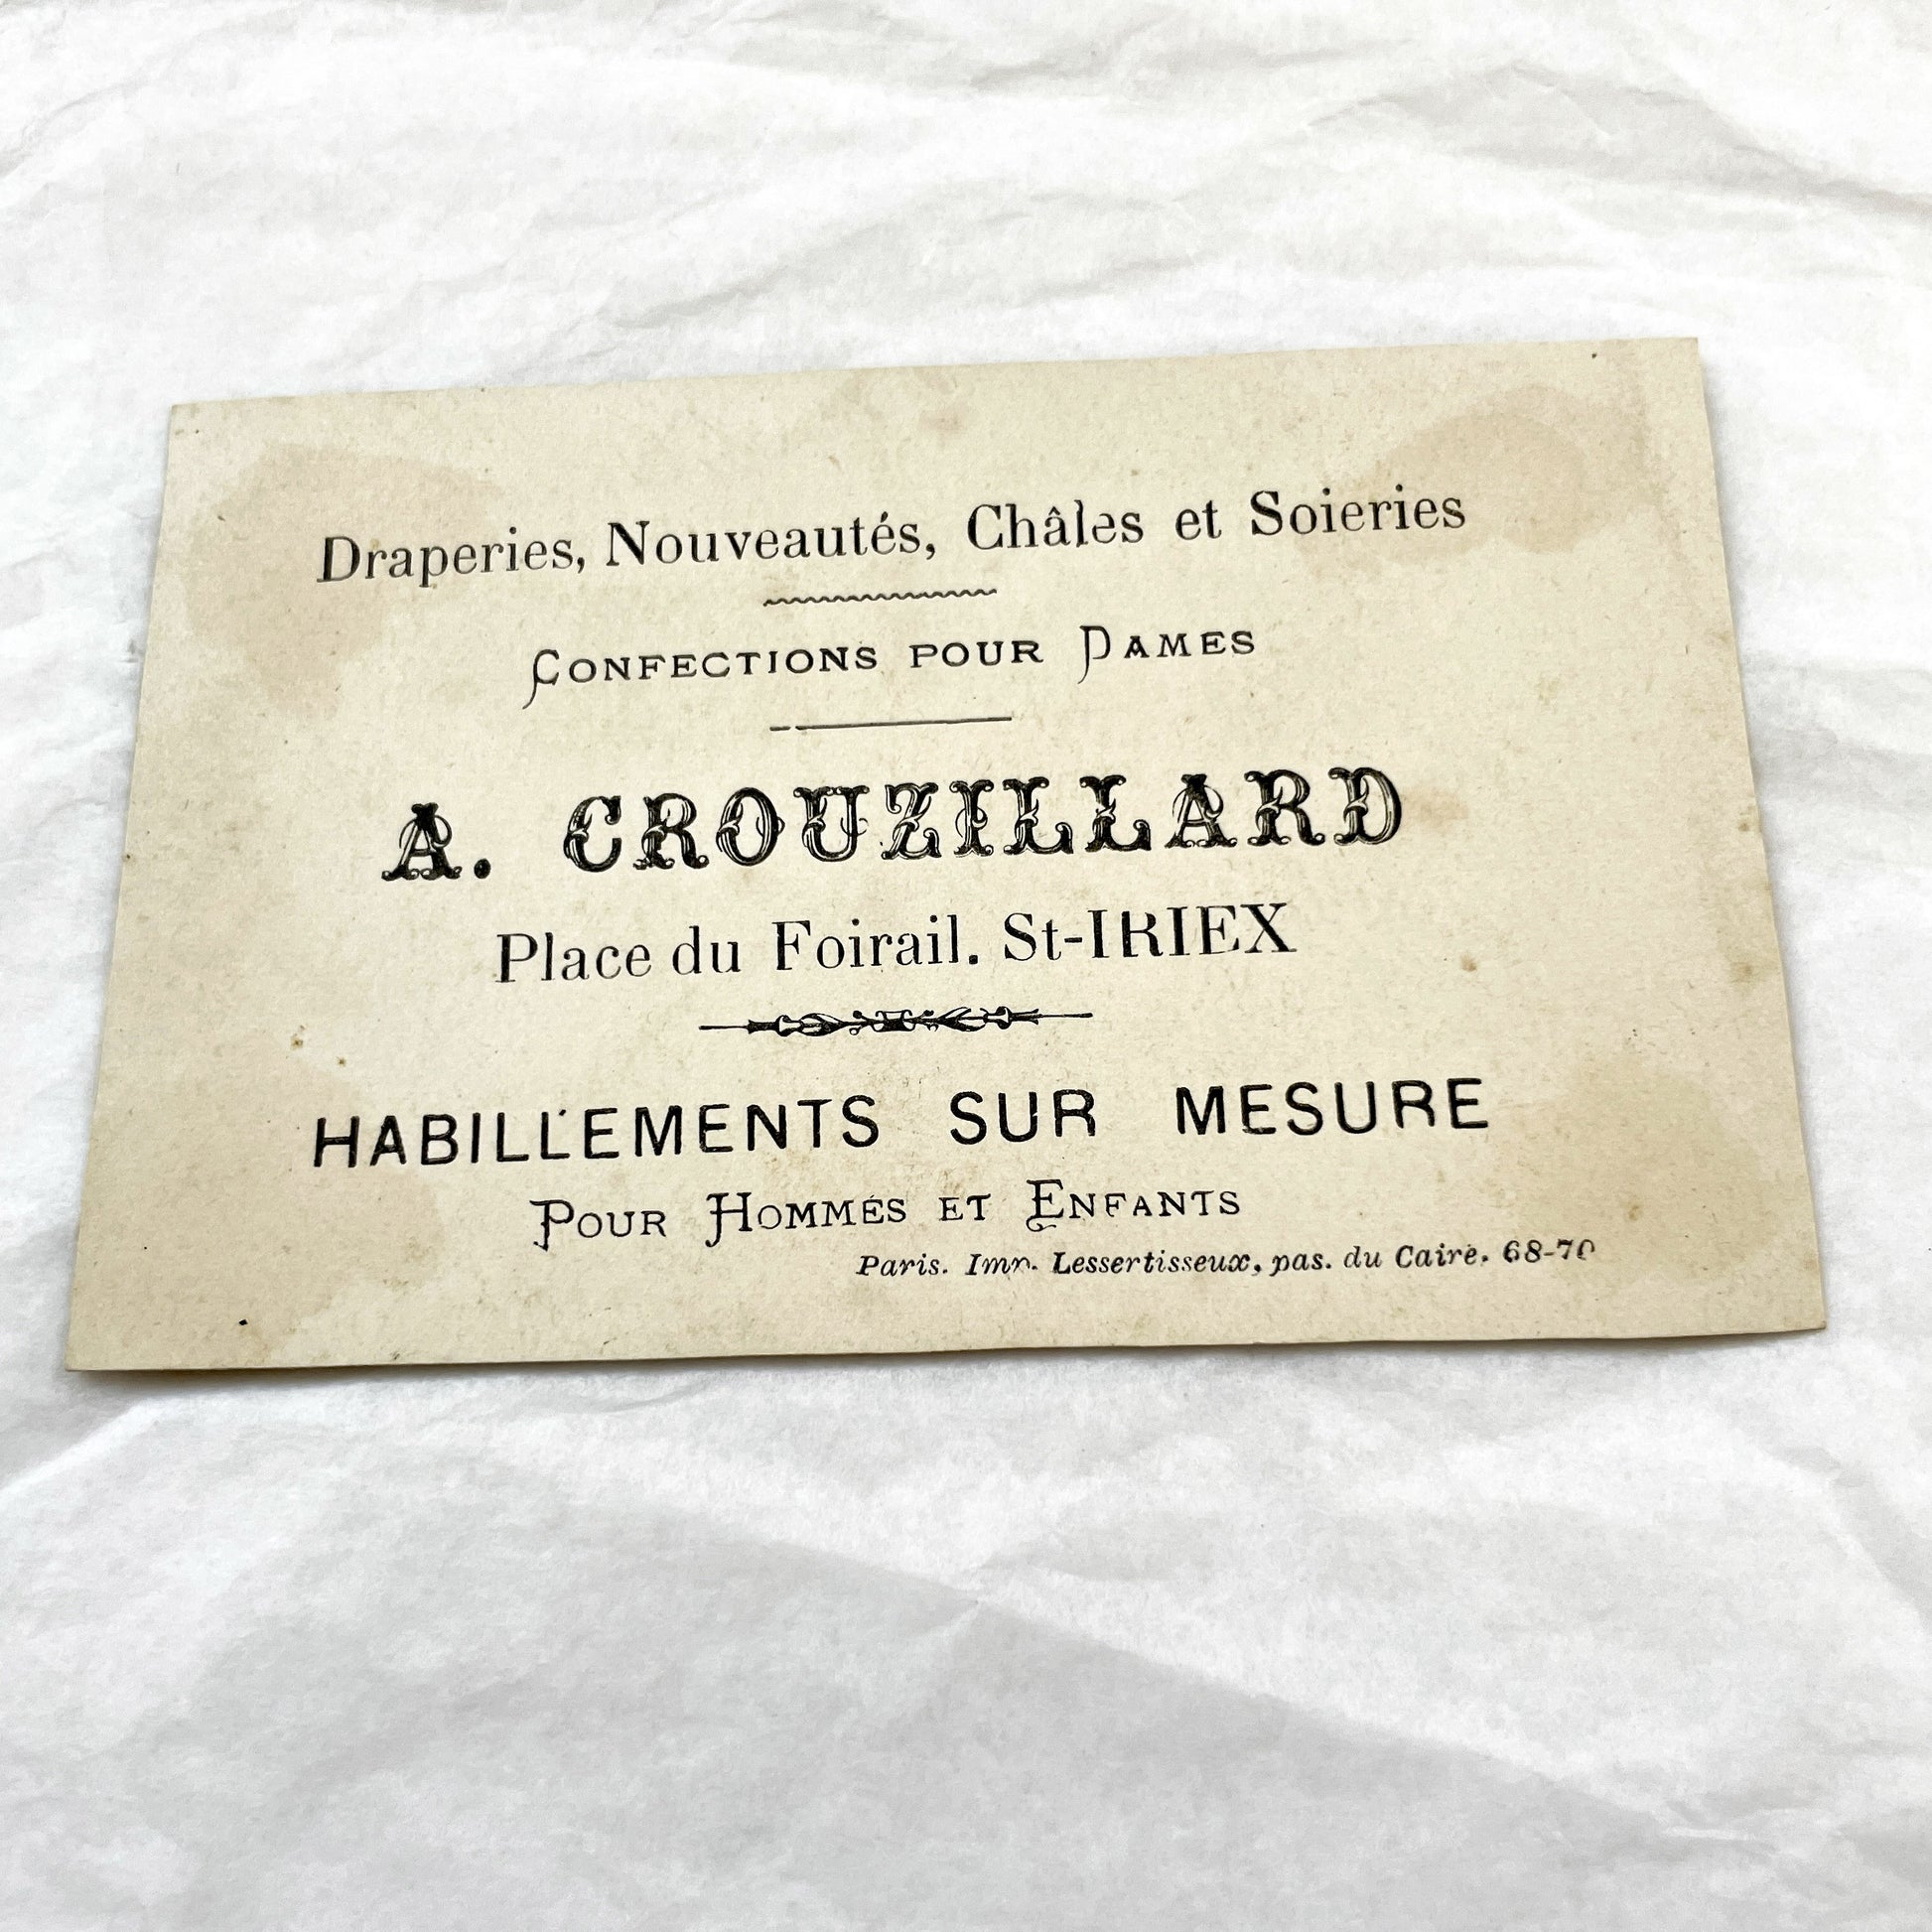 Draperies, Nouveautés, Châles et Soieries
CONFECTIONS POUR DAMES
A. CROUZILLARD
Place du Foirail. St-IRIEX
HABILLEMENTS SUR MESURE
POUR HOMMES ET ENFANTS
Paris. Imp. Lessertisseux, pas. du Caire. 68-70